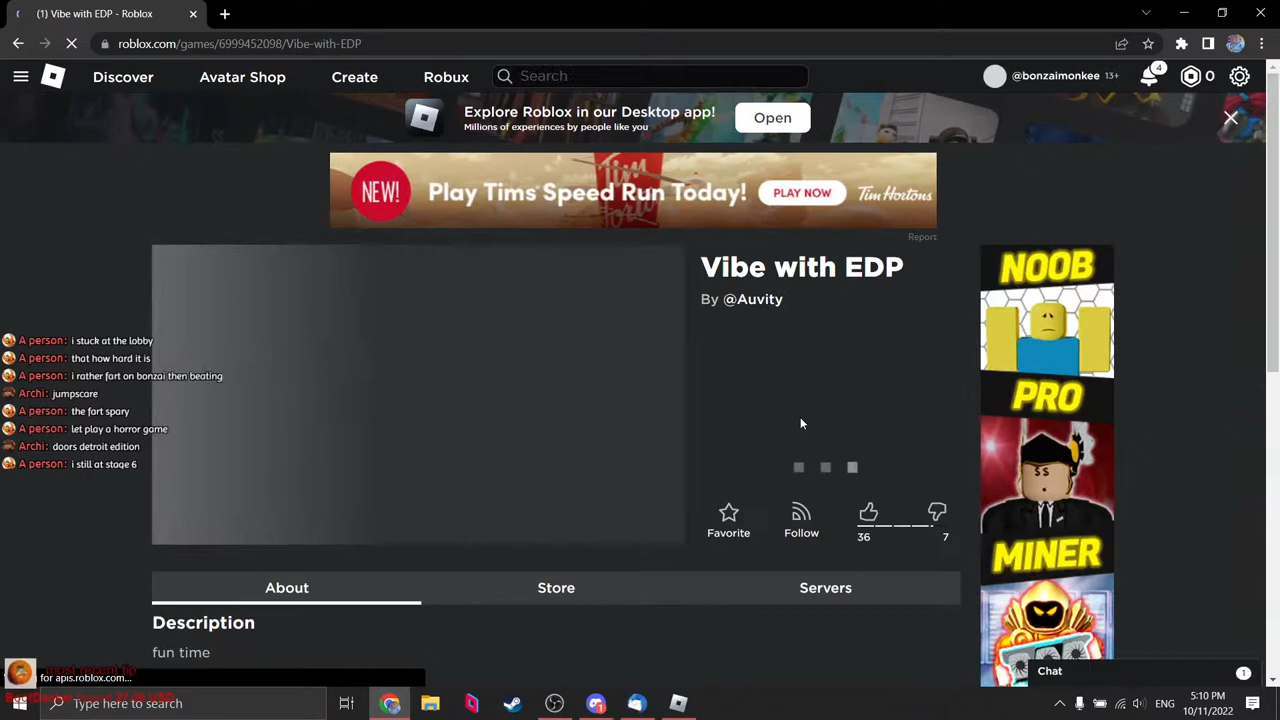 (1) Vibe with EDP - Roblox
roblox.com/games/6999452098/Vibe-with-EDP
Discover
Avatar Shop
Create
Robux
Search
@bonzaimonkee 13+
4
0
Explore Roblox in our Desktop app!
Millions of experiences by people like you
Open
NEW!
Play Tims Speed Run Today!
PLAY NOW
Tim Hortons
Report
Vibe with EDP
By @Auvity
NOOB
PRO
MINER
A person: i stuck at the lobby
A person: that how hard it is
A person: i rather fart on bonzai then beating
Archi: jumpscare
A person: the fart spary
A person: let play a horror game
Archi: doors detroit edition
A person: i still at stage 6
Favorite
Follow
36
7
About
Store
Servers
Description
fun time
most recent tip
for apis.roblox.com...
Chat
1
Type here to search
ENG
5:10 PM
10/11/2022